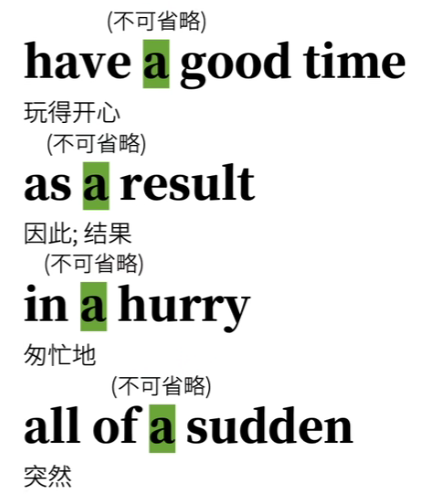 (不可省略)
have a good time
玩得开心
(不可省略)
as a result
因此; 结果
(不可省略)
in a hurry
匆忙地
(不可省略)
all of a sudden
突然